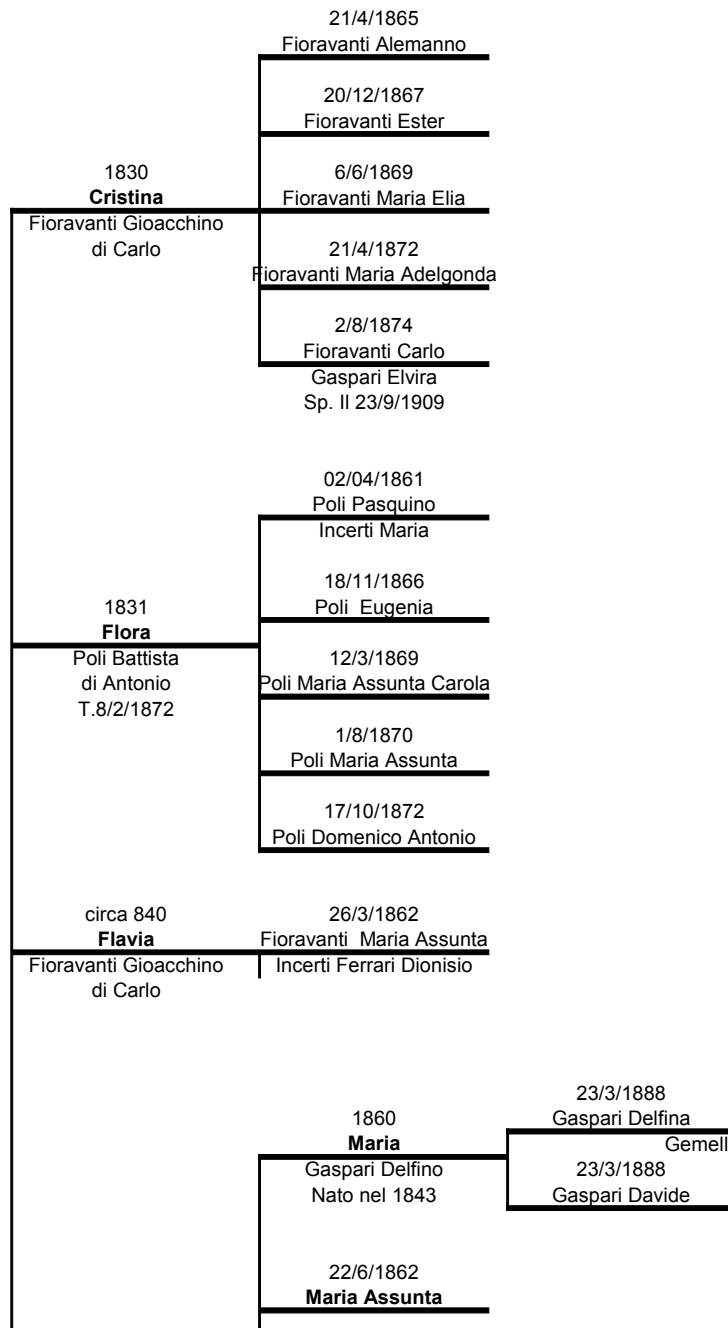 21/4/1865
Fioravanti Alemanno
20/12/1867
Fioravanti Ester
1830
Cristina
Fioravanti Gioacchino
di Carlo
6/6/1869
Fioravanti Maria Elia
21/4/1872
Fioravanti Maria Adelgonda
2/8/1874
Fioravanti Carlo
Gaspari Elvira
Sp. Il 23/9/1909
02/04/1861
Poli Pasquino
Incerti Maria
18/11/1866
Poli Eugenia
1831
Flora
Poli Battista
di Antonio
T.8/2/1872
12/3/1869
Poli Maria Assunta Carola
1/8/1870
Poli Maria Assunta
17/10/1872
Poli Domenico Antonio
circa 840
Flavia
Fioravanti Gioacchino
di Carlo
26/3/1862
Fioravanti Maria Assunta
Incerti Ferrari Dionisio
1860
Maria
Gaspari Delfino
Nato nel 1843
23/3/1888
Gaspari Delfina
Gemell
23/3/1888
Gaspari Davide
22/6/1862
Maria Assunta